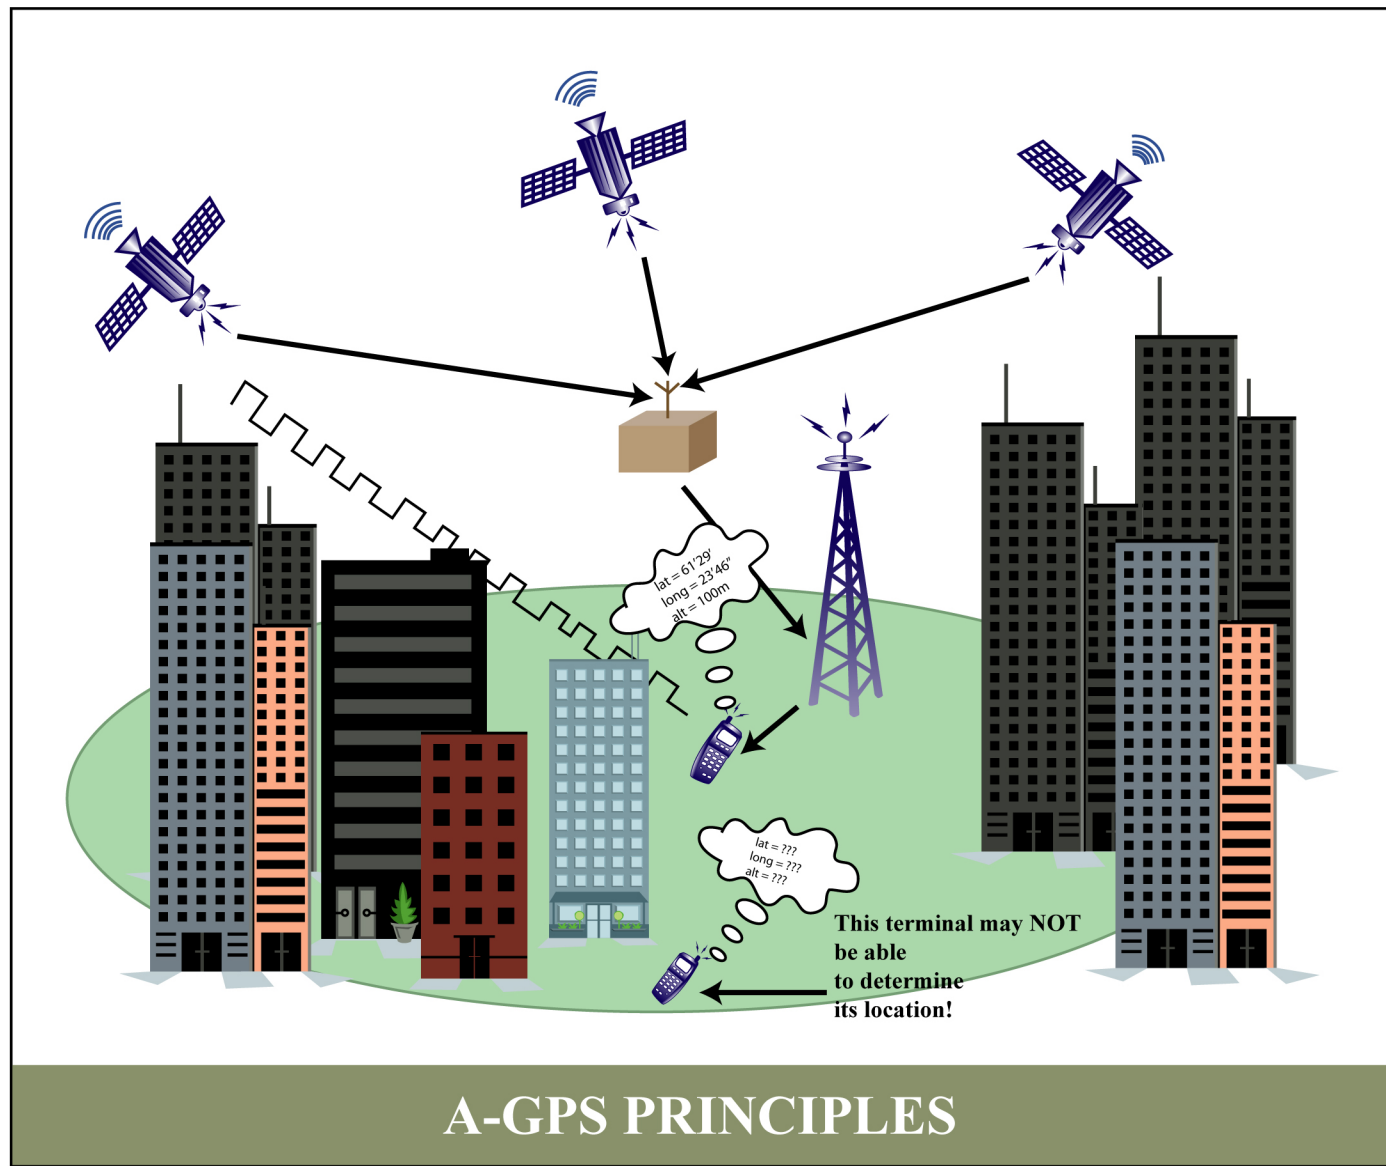 lat = 61'29'
long = 23'46"
alt = 100m
lat = ???
long = ???
alt = ???
This terminal may NOT
be able
to determine
its location!
A-GPS PRINCIPLES